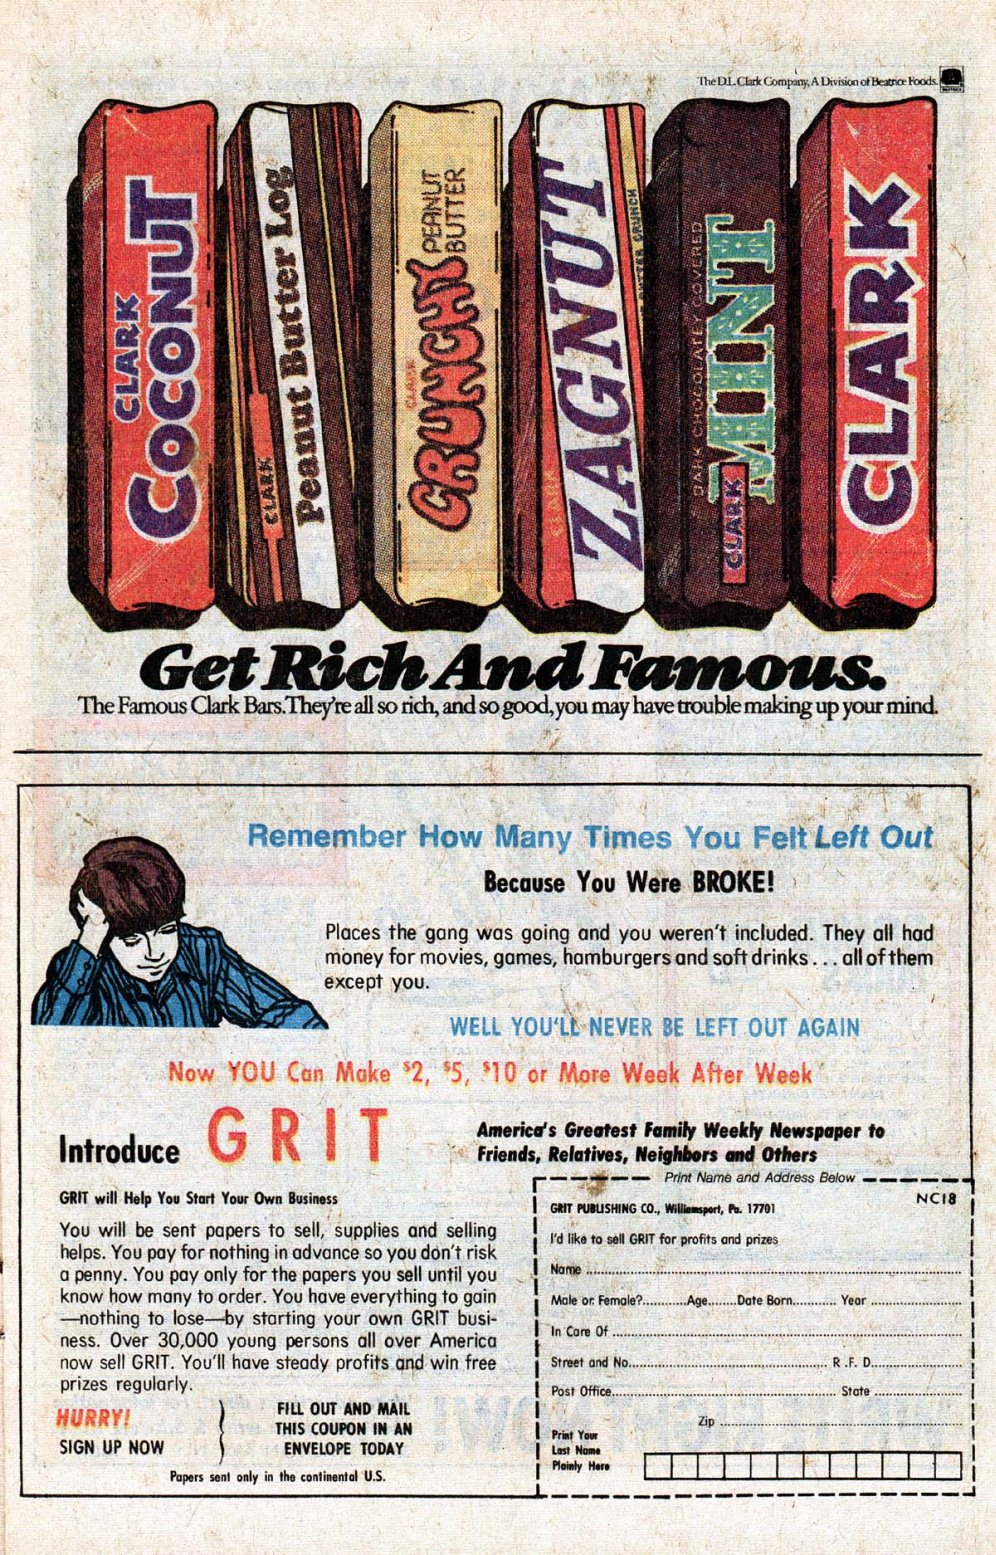 The D.L. Clark Company, A Division of Beatrice Foods.
BEATRICE
CLARK
COCONUT
CLARK
Peanut Butter Log
CLARK
CRUNCHY
PEANUT
BUTTER
CLARK
ZAGNUT
BUTTER CRUNCH
DARK CHOCOLATEY COVERED
MINT
CLARK
CLARK
Get Rich And Famous.
The Famous Clark Bars. They're all so rich, and so good, you may have trouble making up your mind.
Remember How Many Times You Felt Left Out
Because You Were BROKE!
Places the gang was going and you weren't included. They all had
money for movies, games, hamburgers and soft drinks . . . all of them
except you.
WELL YOU'LL NEVER BE LEFT OUT AGAIN
Now YOU Can Make $2, $5, $10 or More Week After Week
Introduce GRIT
America's Greatest Family Weekly Newspaper to
Friends, Relatives, Neighbors and Others
GRIT will Help You Start Your Own Business
You will be sent papers to sell, supplies and selling
helps. You pay for nothing in advance so you don't risk
a penny. You pay only for the papers you sell until you
know how many to order. You have everything to gain
—nothing to lose—by starting your own GRIT busi-
ness. Over 30,000 young persons all over America
now sell GRIT. You'll have steady profits and win free
prizes regularly.
HURRY!
SIGN UP NOW
FILL OUT AND MAIL
THIS COUPON IN AN
ENVELOPE TODAY
Papers sent only in the continental U.S.
Print Name and Address Below
NC18
GRIT PUBLISHING CO., Williamsport, Pa. 17701
I'd like to sell GRIT for profits and prizes
Name
Male or Female?...........Age.......Date Born........... Year
In Care Of
Street and No. R.F.D.
Post Office State
Zip
Print Your
Last Name
Plainly Here